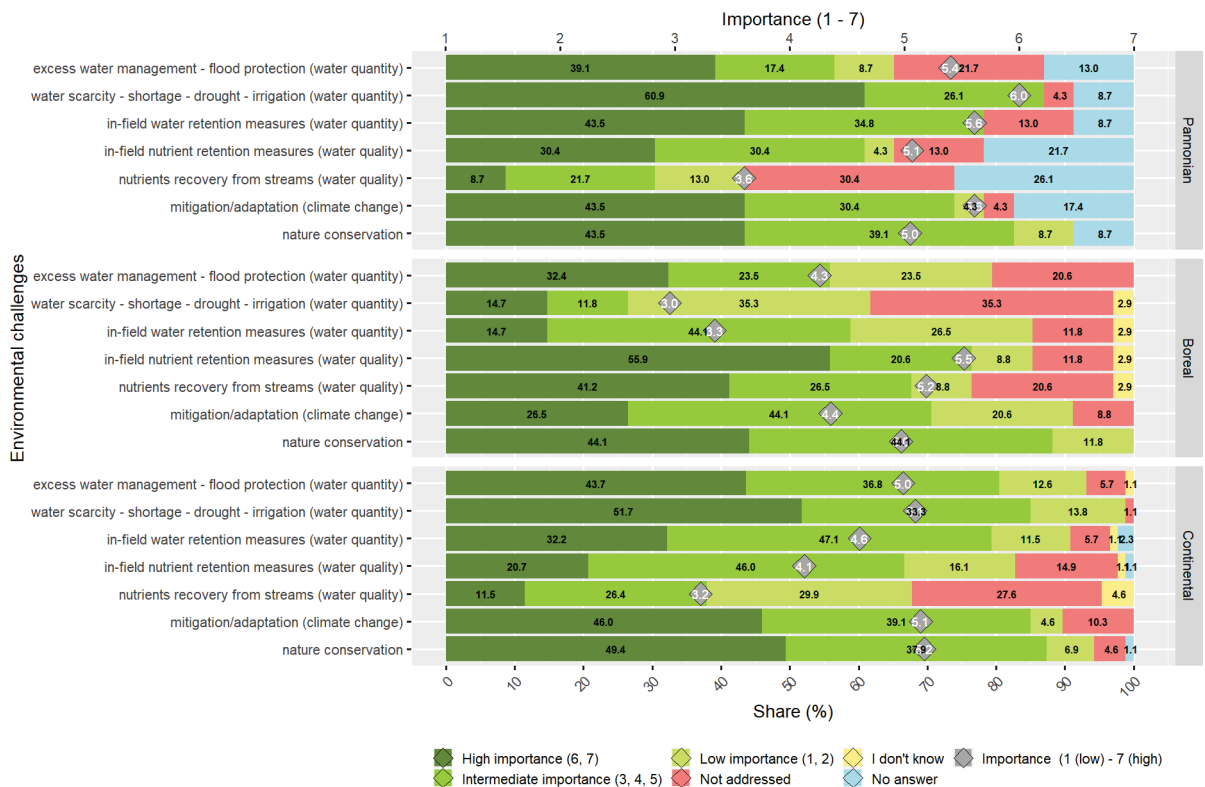 Importance (1 - 7)
1 2 3 4 5 6 7
Environmental challenges
excess water management - flood protection (water quantity) 39.1 17.4 8.7 5.4 21.7 13.0
water scarcity - shortage - drought - irrigation (water quantity) 60.9 26.1 6.0 4.3 8.7
in-field water retention measures (water quantity) 43.5 34.8 5.6 13.0 8.7
in-field nutrient retention measures (water quality) 30.4 30.4 4.3 5.1 13.0 21.7
nutrients recovery from streams (water quality) 8.7 21.7 13.0 3.6 30.4 26.1
mitigation/adaptation (climate change) 43.5 30.4 4.3 4.3 17.4
nature conservation 43.5 39.1 5.0 8.7 8.7
Pannonian
excess water management - flood protection (water quantity) 32.4 23.5 4.3 23.5 20.6
water scarcity - shortage - drought - irrigation (water quantity) 14.7 11.8 3.0 35.3 35.3 2.9
in-field water retention measures (water quantity) 14.7 44.1 3.3 26.5 11.8 2.9
in-field nutrient retention measures (water quality) 55.9 20.6 5.5 8.8 11.8 2.9
nutrients recovery from streams (water quality) 41.2 26.5 5.2 8.8 20.6 2.9
mitigation/adaptation (climate change) 26.5 44.1 4.4 20.6 8.8
nature conservation 44.1 44.1 11.8
Boreal
excess water management - flood protection (water quantity) 43.7 36.8 5.0 12.6 5.7 1.1
water scarcity - shortage - drought - irrigation (water quantity) 51.7 33.3 13.8 1.1
in-field water retention measures (water quantity) 32.2 47.1 4.6 11.5 5.7 1.1 2.3
in-field nutrient retention measures (water quality) 20.7 46.0 4.1 16.1 14.9 1.1 1.1
nutrients recovery from streams (water quality) 11.5 26.4 3.2 29.9 27.6 4.6
mitigation/adaptation (climate change) 46.0 39.1 5.1 4.6 10.3
nature conservation 49.4 37.9 6.9 4.6 1.1
Continental
0 10 20 30 40 50 60 70 80 90 100
Share (%)
High importance (6, 7) Low importance (1, 2) I don't know Importance (1 (low) - 7 (high)
Intermediate importance (3, 4, 5) Not addressed No answer